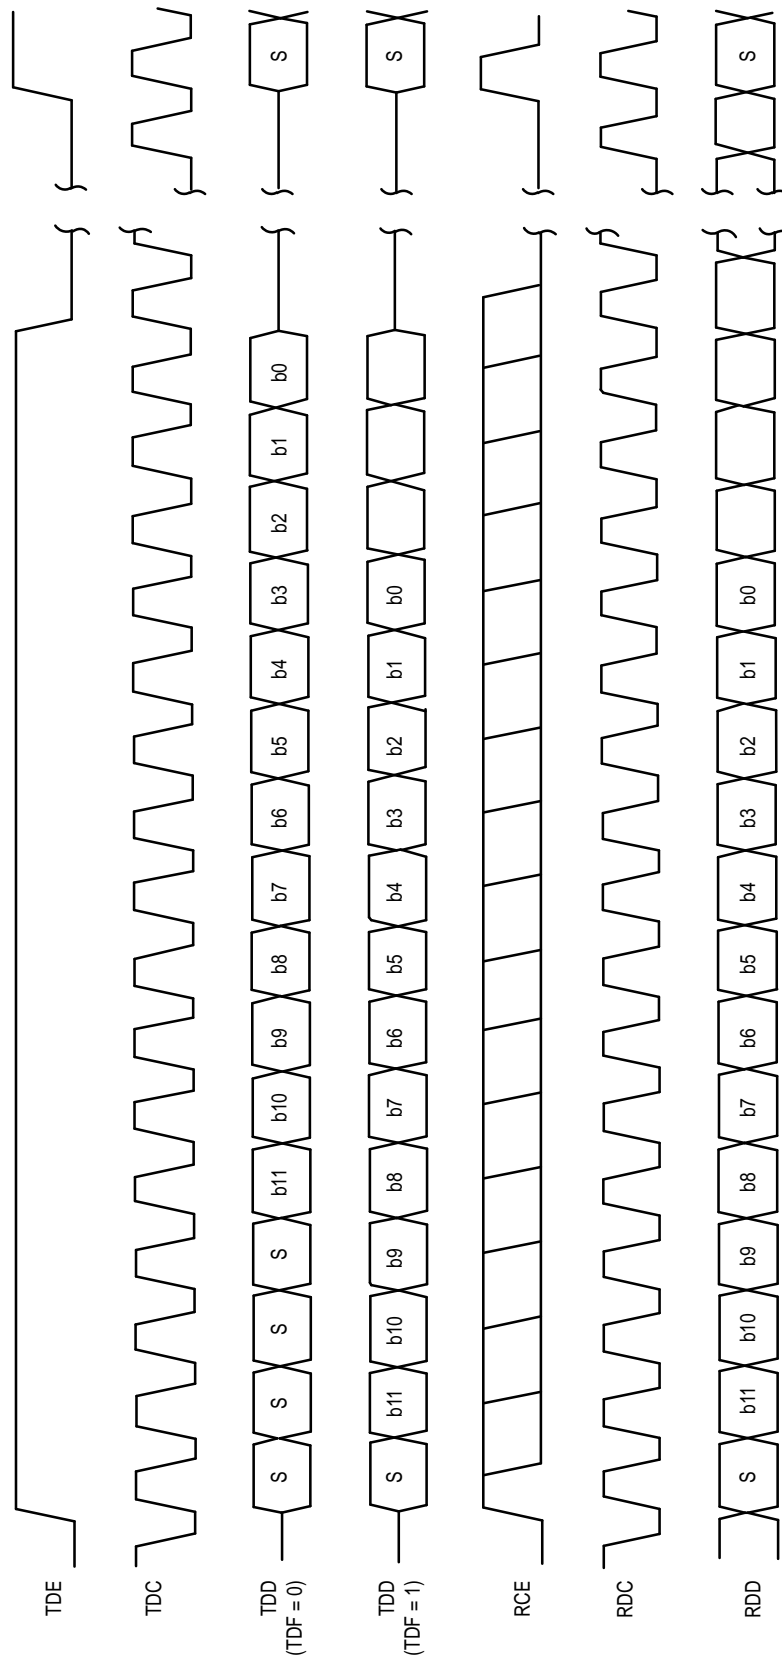 TDE
TDC
TDD
(TDF = 0)
S S S S b11 b10 b9 b8 b7 b6 b5 b4 b3 b2 b1 b0 S
TDD
(TDF = 1)
S b11 b10 b9 b8 b7 b6 b5 b4 b3 b2 b1 b0 S
RCE
RDC
RDD
S b11 b10 b9 b8 b7 b6 b5 b4 b3 b2 b1 b0 S